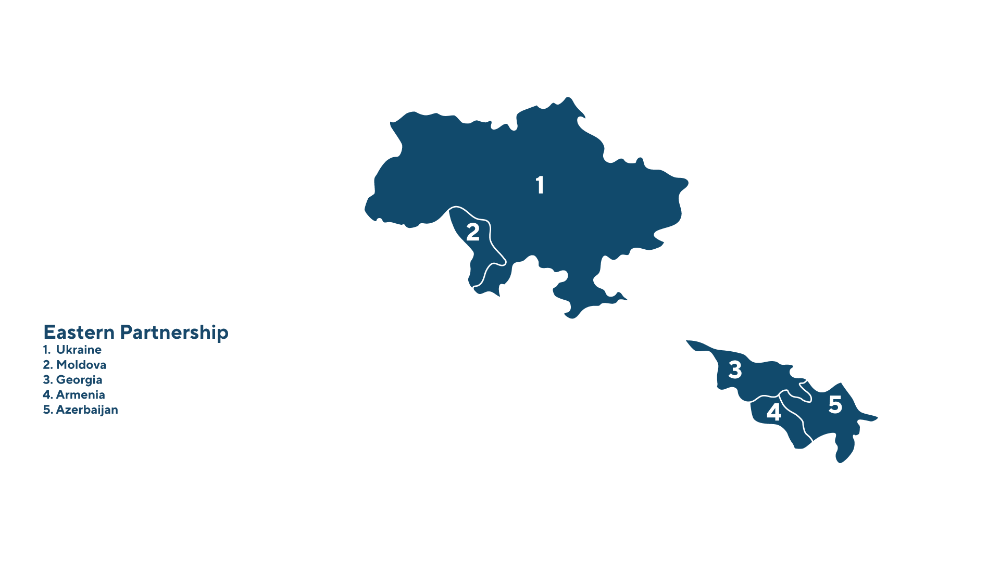 1
2
Eastern Partnership
1. Ukraine
2. Moldova
3. Georgia
4. Armenia
5. Azerbaijan
3
4
5